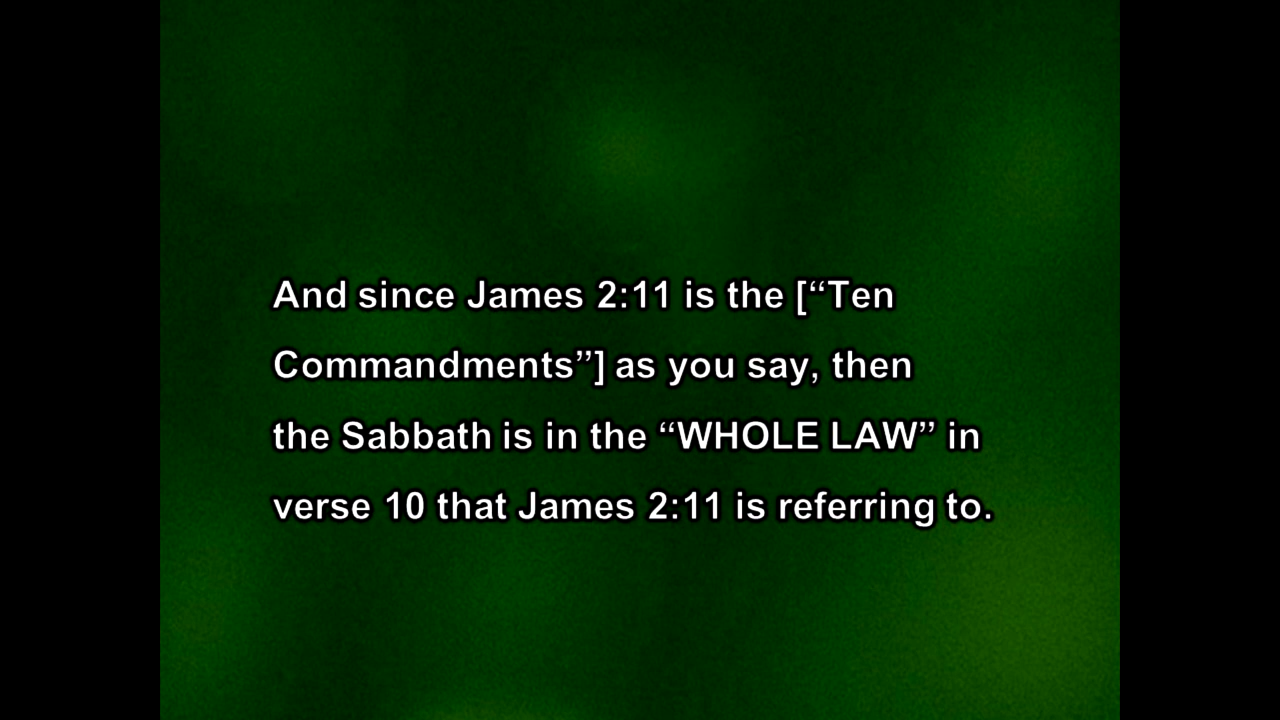 And since James 2:11 is the [“Ten
Commandments”] as you say, then
the Sabbath is in the “WHOLE LAW” in
verse 10 that James 2:11 is referring to.